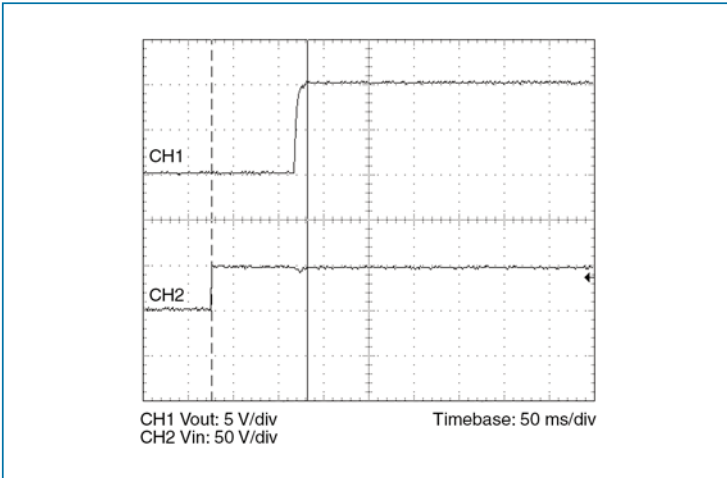 CH1
CH2
CH1 Vout: 5 V/div
Timebase: 50 ms/div
CH2 Vin: 50 V/div